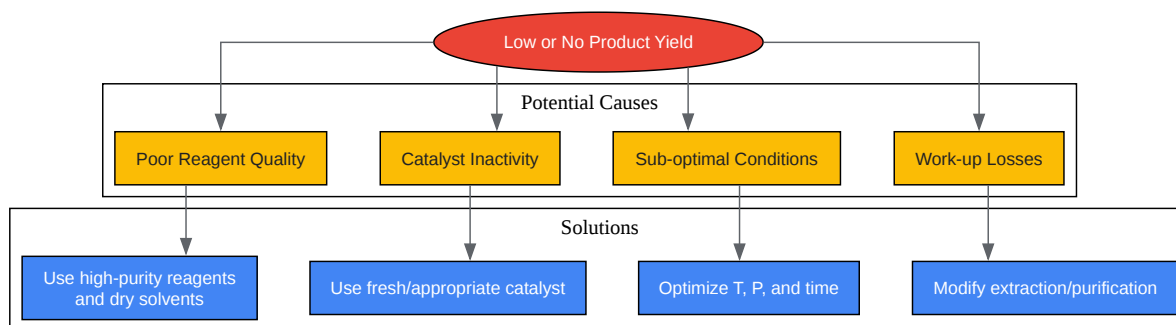 Low or No Product Yield
Potential Causes
Poor Reagent Quality
Catalyst Inactivity
Sub-optimal Conditions
Work-up Losses
Solutions
Use high-purity reagents
and dry solvents
Use fresh/appropriate catalyst
Optimize T, P, and time
Modify extraction/purification